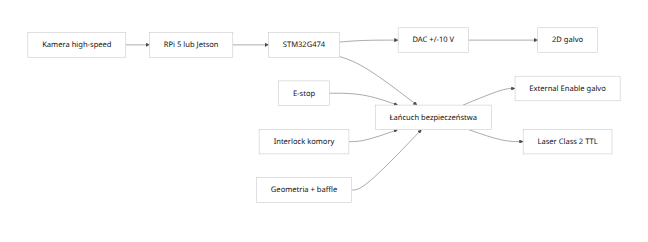 Kamera high-speed
RPi 5 lub Jetson
STM32G474
DAC +/-10 V
2D galvo
E-stop
External Enable galvo
Łańcuch bezpieczeństwa
Interlock komory
Laser Class 2 TTL
Geometria + baffle